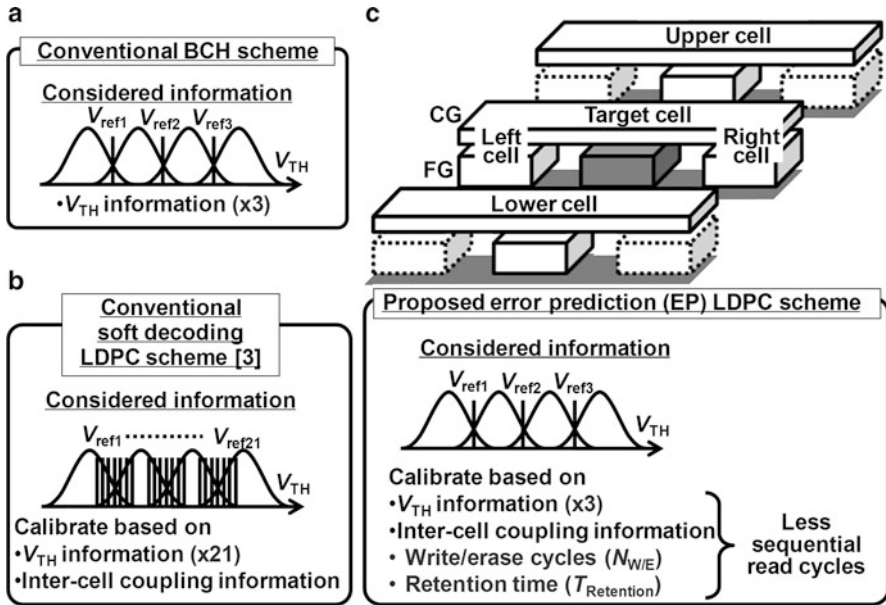 a
Conventional BCH scheme
Considered information
Vref1 Vref2 Vref3
VTH
•VTH information (x3)
b
Conventional
soft decoding
LDPC scheme [3]
Considered information
Vref1 Vref21
VTH
Calibrate based on
•VTH information (x21)
•Inter-cell coupling information
c
Upper cell
CG
Target cell
Left
cell
Right
cell
FG
Lower cell
Proposed error prediction (EP) LDPC scheme
Considered information
Vref1 Vref2 Vref3
VTH
Calibrate based on
•VTH information (x3)
•Inter-cell coupling information
• Write/erase cycles (NW/E)
• Retention time (TRetention)
Less
sequential
read cycles